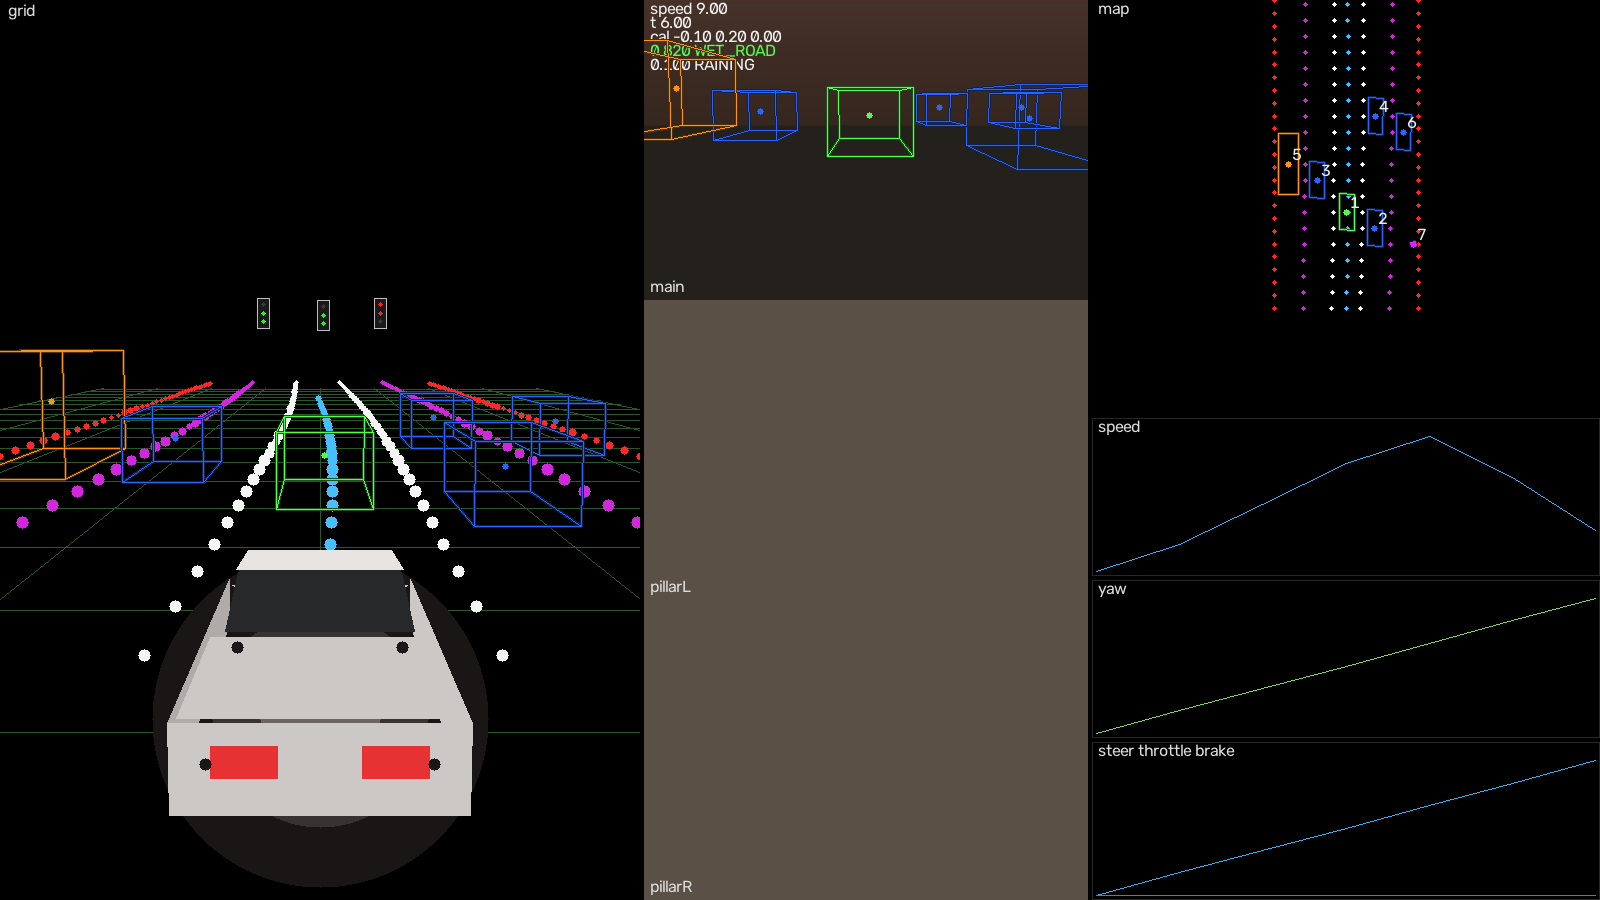 grid
speed 9.00
t 6.00
cal -0.10 0.20 0.00
0.820 WET_ROAD
0.100 RAINING
main
pillarL
pillarR
map
4
6
5
3
1
2
7
speed
yaw
steer throttle brake